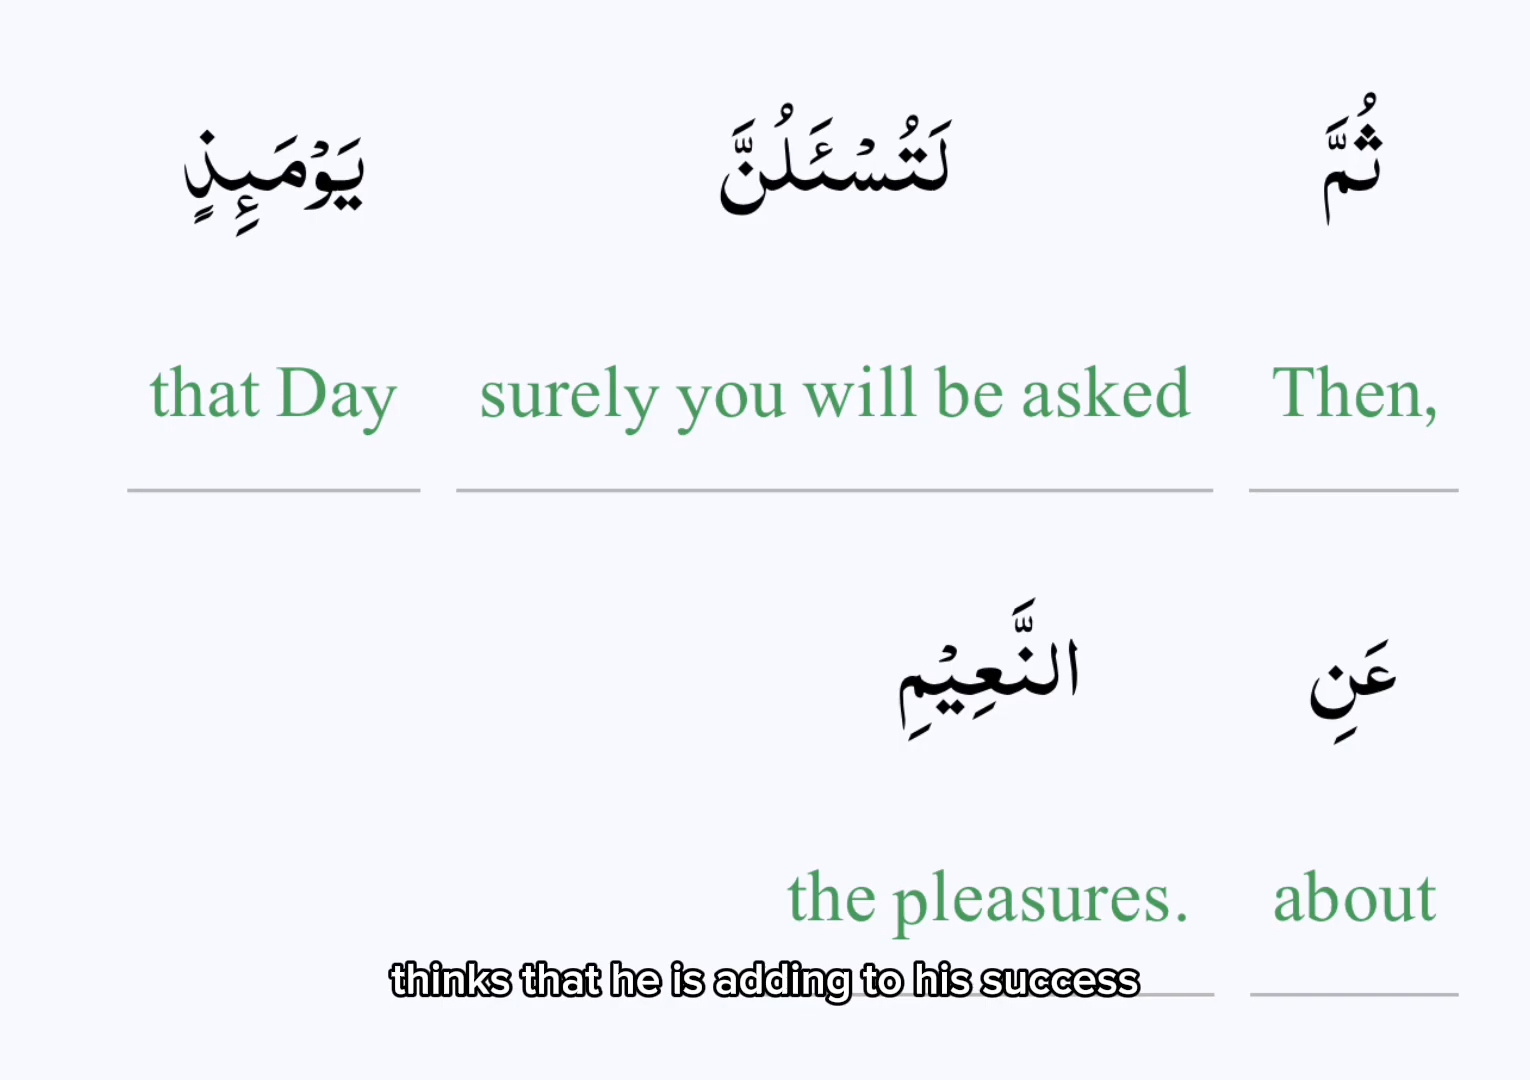 ثُمَّ لَتُسْئَلُنَّ يَوْمَئِذٍ
Then, surely you will be asked that Day
عَنِ النَّعِيْمِ
about the pleasures.
thinks that he is adding to his success